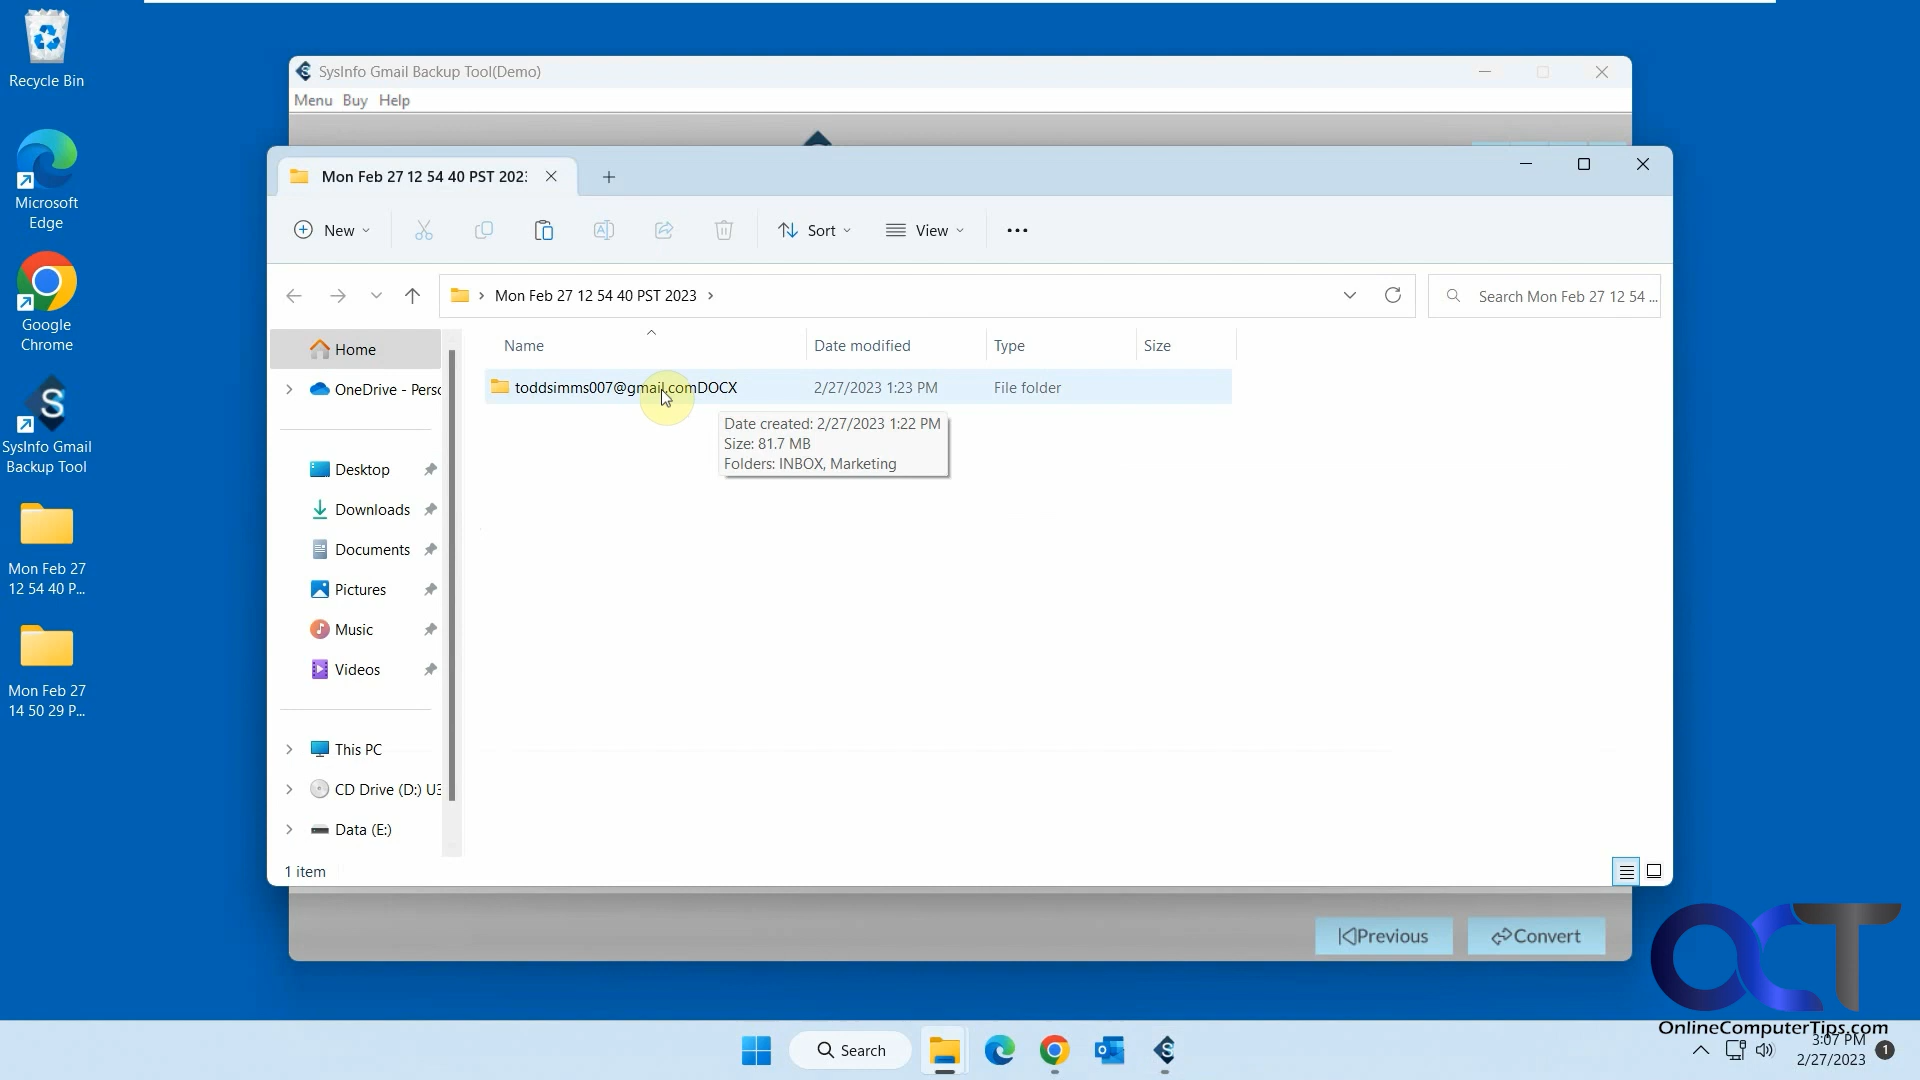 Recycle Bin
Microsoft
Edge
Google
Chrome
SysInfo Gmail
Backup Tool
Mon Feb 27
12 54 40 P...
Mon Feb 27
14 50 29 P...
SysInfo Gmail Backup Tool(Demo)
Menu Buy Help
Mon Feb 27 12 54 40 PST 202
New Sort View
Mon Feb 27 12 54 40 PST 2023
Search Mon Feb 27 12 54 ...
Name Date modified Type Size
toddsimms007@gmail.comDOCX 2/27/2023 1:23 PM File folder
Date created: 2/27/2023 1:22 PM
Size: 81.7 MB
Folders: INBOX, Marketing
Home
OneDrive - Perso
Desktop
Downloads
Documents
Pictures
Music
Videos
This PC
CD Drive (D:) U3
Data (E:)
1 item
Previous Convert
OCT
OnlineComputerTips.com
Search
3:07 PM
2/27/2023
1